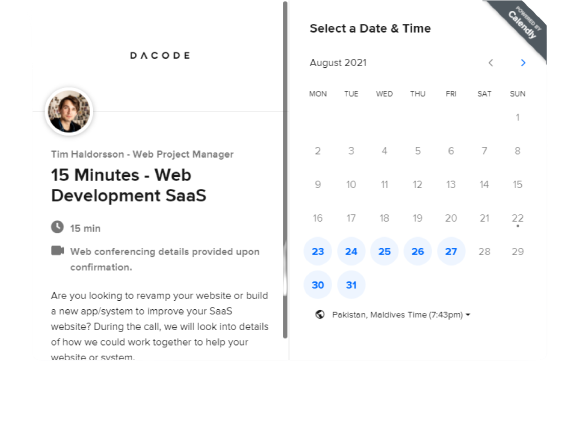 DACODE
Tim Haldorsson - Web Project Manager
15 Minutes - Web
Development SaaS
15 min
Web conferencing details provided upon
confirmation.
Are you looking to revamp your website or build
a new app/system to improve your SaaS
website? During the call, we will look into details
of how we could work together to help your
website or system.
Select a Date & Time
POWERED BY
Calendly
August 2021
MON TUE WED THU FRI SAT SUN
1
2 3 4 5 6 7 8
9 10 11 12 13 14 15
16 17 18 19 20 21 22
23 24 25 26 27 28 29
30 31
Pakistan, Maldives Time (7:43pm)